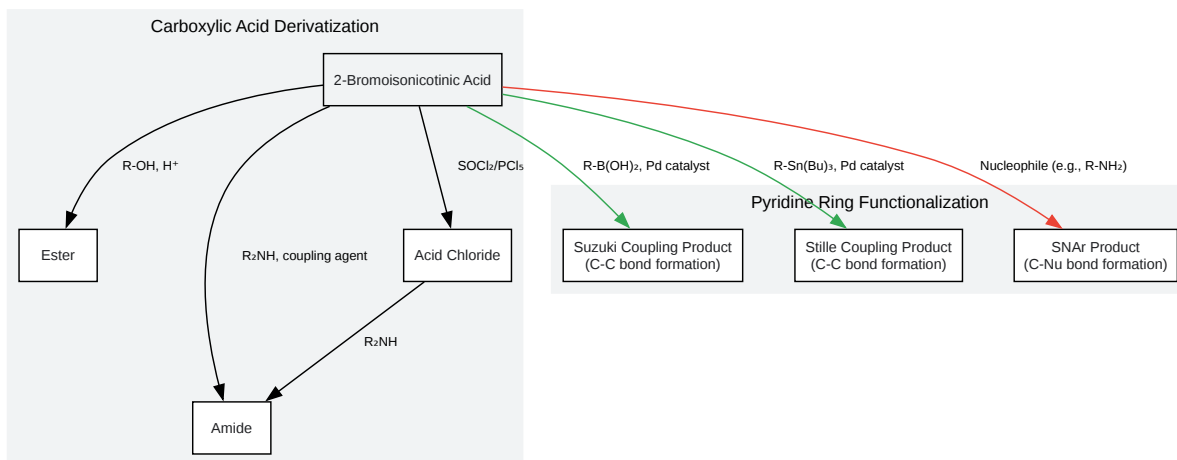 Carboxylic Acid Derivatization
2-Bromoisonicotinic Acid
R-OH, H⁺
SOCl₂/PCl₅
R-B(OH)₂, Pd catalyst
R-Sn(Bu)₃, Pd catalyst
Nucleophile (e.g., R-NH₂)
Pyridine Ring Functionalization
Ester
R₂NH, coupling agent
Acid Chloride
Suzuki Coupling Product
(C-C bond formation)
Stille Coupling Product
(C-C bond formation)
SNAr Product
(C-Nu bond formation)
R₂NH
Amide